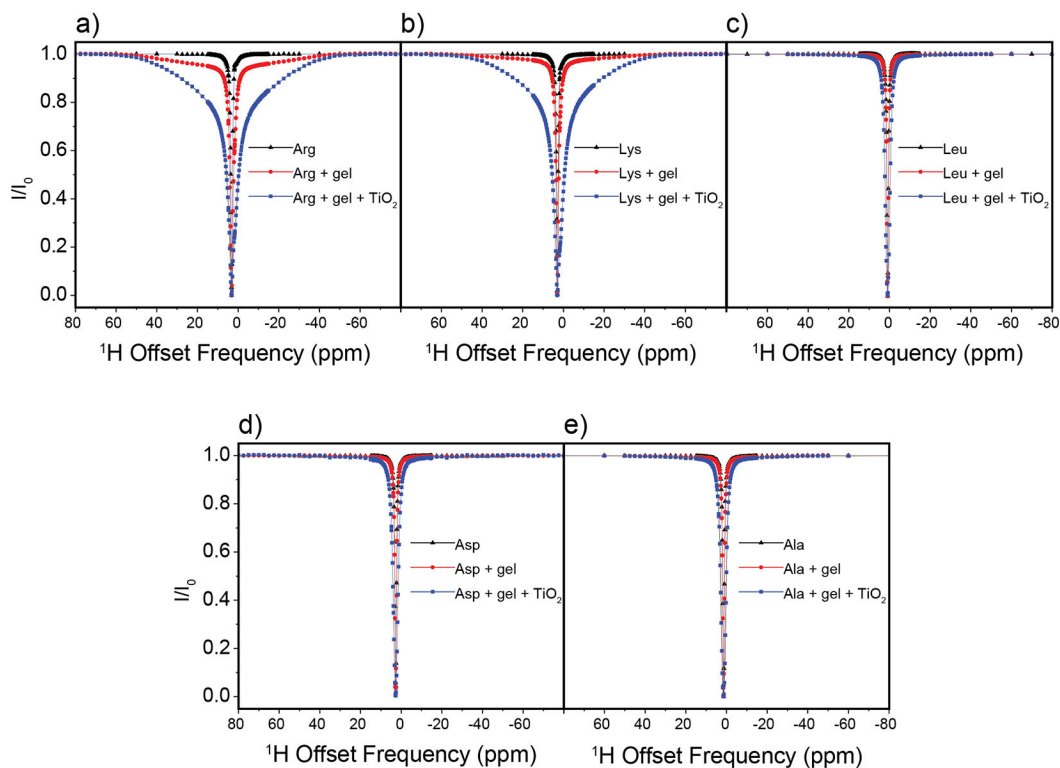 a) b) c)
1.0
0.8
0.6
0.4
0.2
0.0
I/I₀
Arg
Arg + gel
Arg + gel + TiO₂
Lys
Lys + gel
Lys + gel + TiO₂
Leu
Leu + gel
Leu + gel + TiO₂
80 60 40 20 0 -20 -40 -60 60 40 20 0 -20 -40 -60 60 40 20 0 -20 -40 -60 -80
¹H Offset Frequency (ppm) ¹H Offset Frequency (ppm) ¹H Offset Frequency (ppm)
d) e)
1.0
0.8
0.6
0.4
0.2
0.0
I/I₀
Asp
Asp + gel
Asp + gel + TiO₂
Ala
Ala + gel
Ala + gel + TiO₂
80 60 40 20 0 -20 -40 -60 60 40 20 0 -20 -40 -60 -80
¹H Offset Frequency (ppm) ¹H Offset Frequency (ppm)